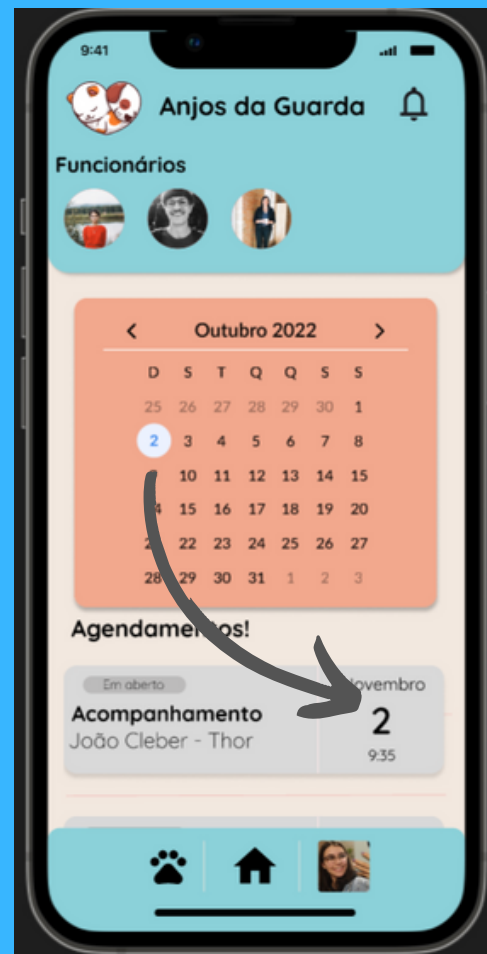 9:41
Anjos da Guarda
Funcionários
Outubro 2022
D S T Q Q S S
25 26 27 28 29 30 1
2 3 4 5 6 7 8
10 11 12 13 14 15
15 16 17 18 19 20
22 23 24 25 26 27
28 29 30 31 1 2 3
Agendamentos!
Em aberto
Acompanhamento
João Cleber - Thor
Novembro
2
9:35